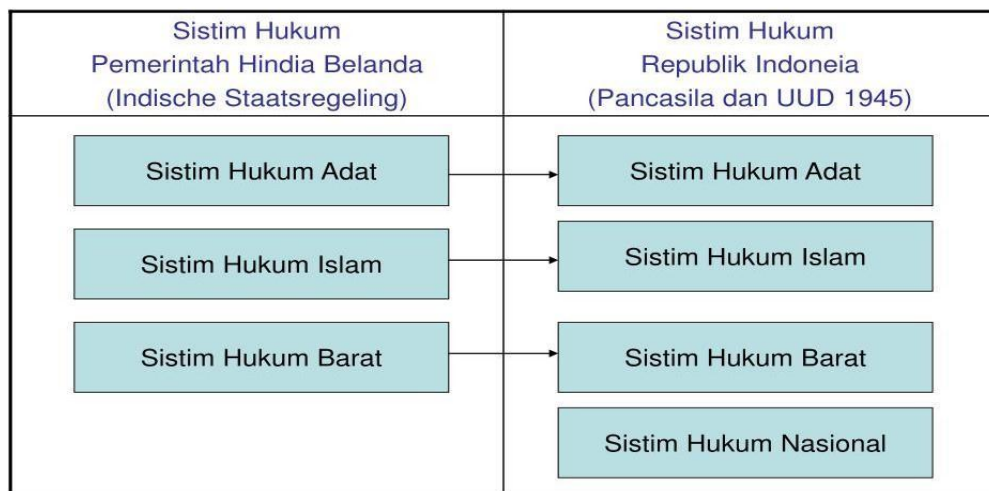 Sistim Hukum
Pemerintah Hindia Belanda
(Indische Staatsregeling)
Sistim Hukum
Republik Indoneia
(Pancasila dan UUD 1945)
Sistim Hukum Adat
Sistim Hukum Adat
Sistim Hukum Islam
Sistim Hukum Islam
Sistim Hukum Barat
Sistim Hukum Barat
Sistim Hukum Nasional